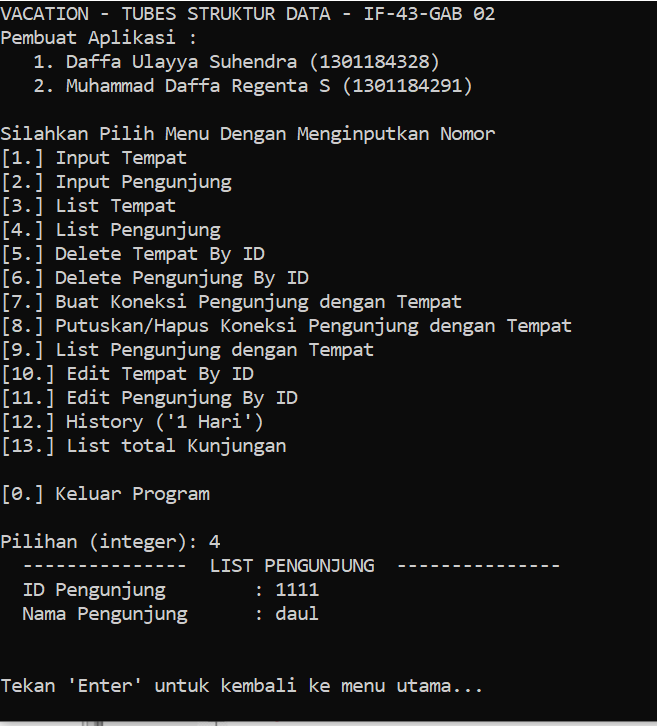 VACATION - TUBES STRUKTUR DATA - IF-43-GAB 02
Pembuat Aplikasi :
1. Daffa Ulayya Suhendra (1301184328)
2. Muhammad Daffa Regenta S (1301184291)
Silahkan Pilih Menu Dengan Menginputkan Nomor
[1.] Input Tempat
[2.] Input Pengunjung
[3.] List Tempat
[4.] List Pengunjung
[5.] Delete Tempat By ID
[6.] Delete Pengunjung By ID
[7.] Buat Koneksi Pengunjung dengan Tempat
[8.] Putuskan/Hapus Koneksi Pengunjung dengan Tempat
[9.] List Pengunjung dengan Tempat
[10.] Edit Tempat By ID
[11.] Edit Pengunjung By ID
[12.] History ('1 Hari')
[13.] List total Kunjungan
[0.] Keluar Program
Pilihan (integer): 4
--------------- LIST PENGUNJUNG ---------------
ID Pengunjung : 1111
Nama Pengunjung : daul
Tekan 'Enter' untuk kembali ke menu utama...